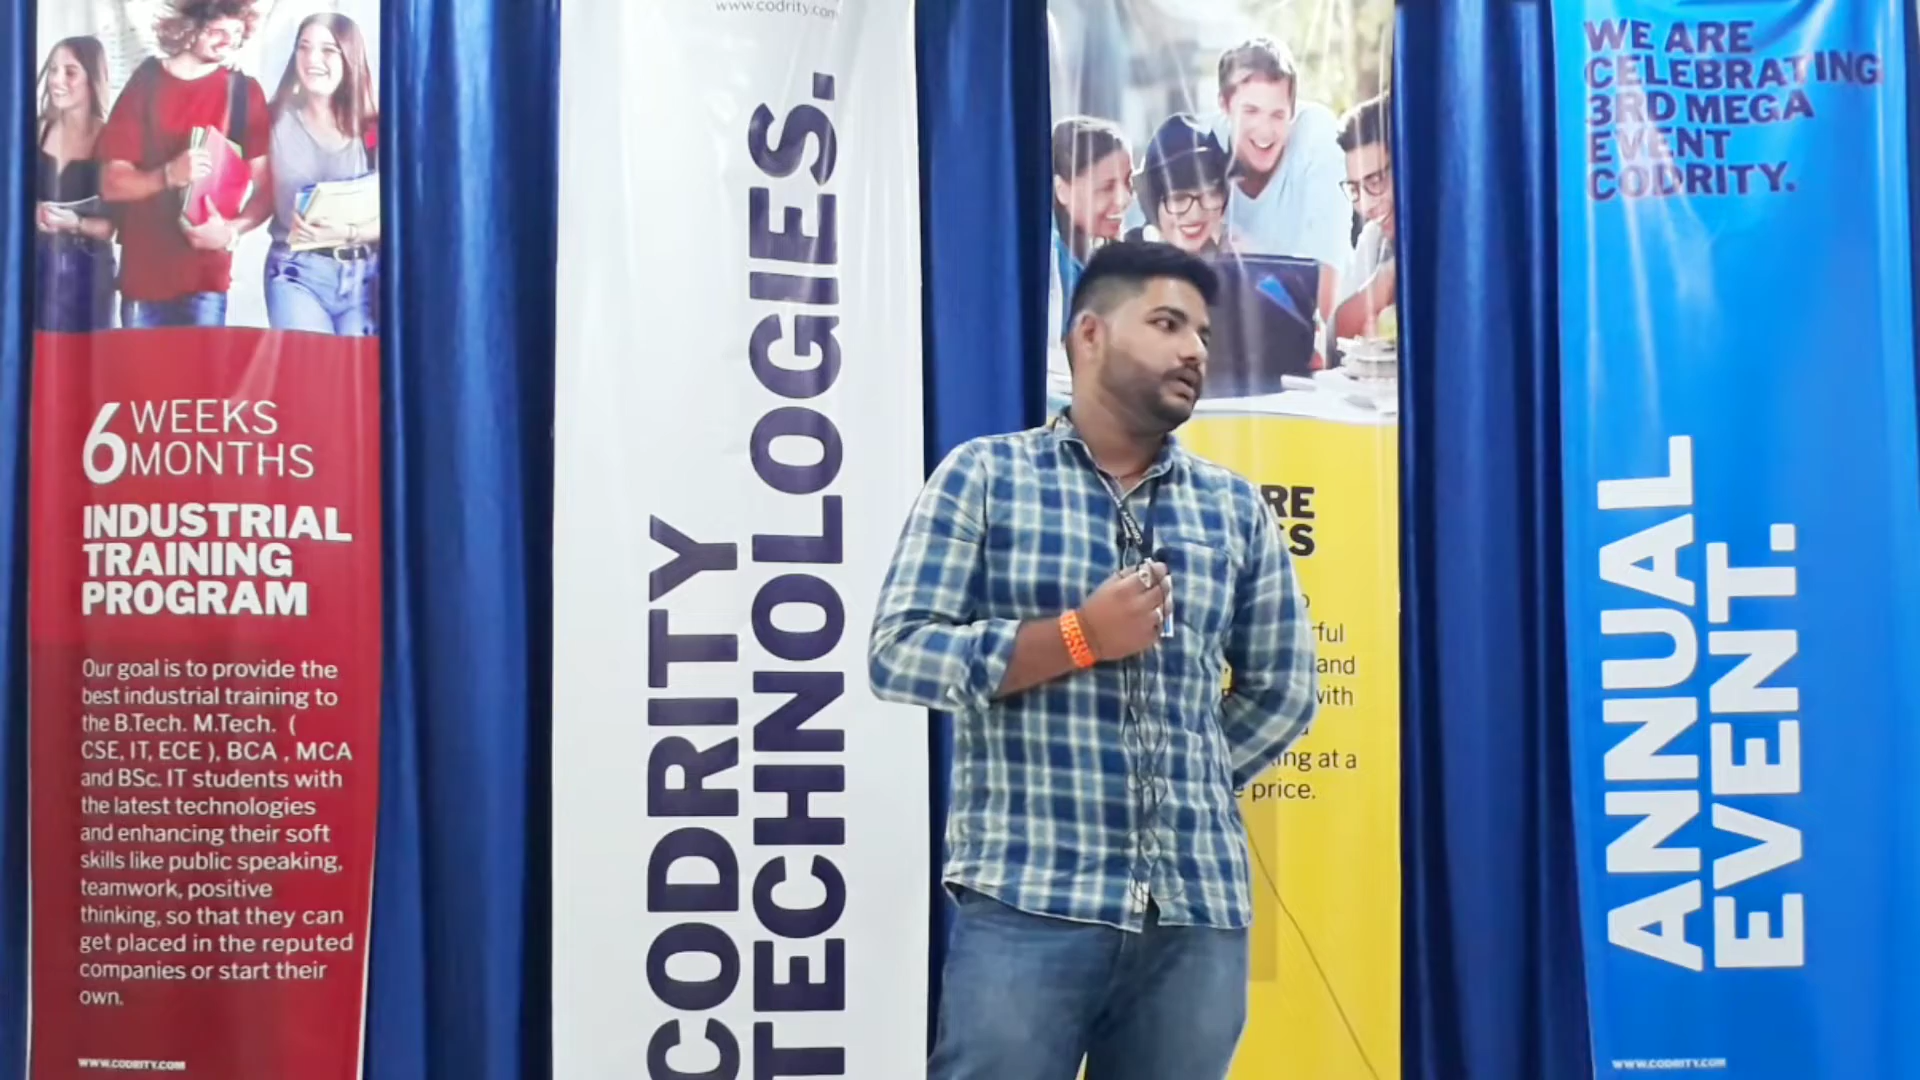 6 WEEKS
MONTHS
INDUSTRIAL
TRAINING
PROGRAM
Our goal is to provide the
best industrial training to
the B.Tech. M.Tech. (
CSE, IT, ECE ), BCA , MCA
and BSc. IT students with
the latest technologies
and enhancing their soft
skills like public speaking,
teamwork, positive
thinking, so that they can
get placed in the reputed
companies or start their
own.
WWW.CODRITY.COM
www.codrity.com
CODRITY
TECHNOLOGIES.
and
with
at a
price.
WE ARE
CELEBRATING
3RD MEGA
EVENT
CODRITY.
ANNUAL
EVENT.
WWW.CODRITY.COM